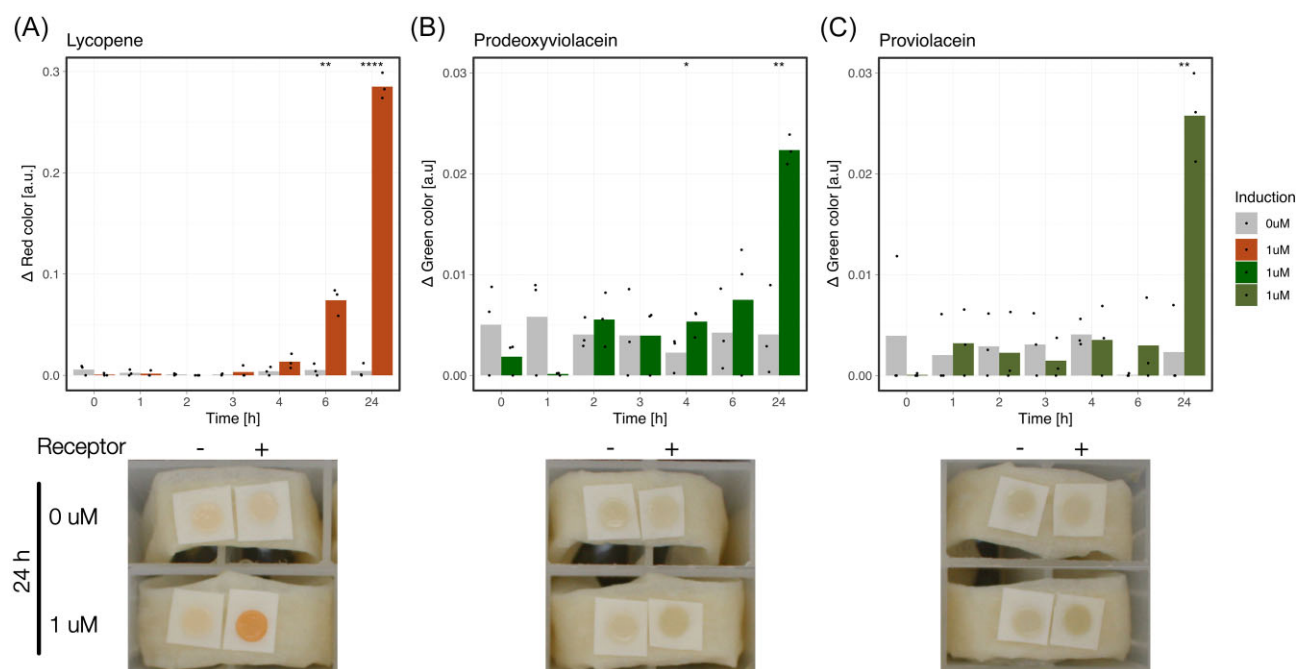 (A)
Lycopene
** ****
0.3
0.2
0.1
0.0
Δ Red color [a.u.]
0 1 2 3 4 6 24
Time [h]
(B)
Prodeoxyviolacein
* **
0.03
0.02
0.01
0.00
Δ Green color [a.u]
0 1 2 3 4 6 24
Time [h]
(C)
Proviolacein
**
0.03
0.02
0.01
0.00
Δ Green color [a.u]
0 1 2 3 4 6 24
Time [h]
Induction
0uM
1uM
1uM
1uM
Receptor - + - + - +
24 h
0 uM
1 uM